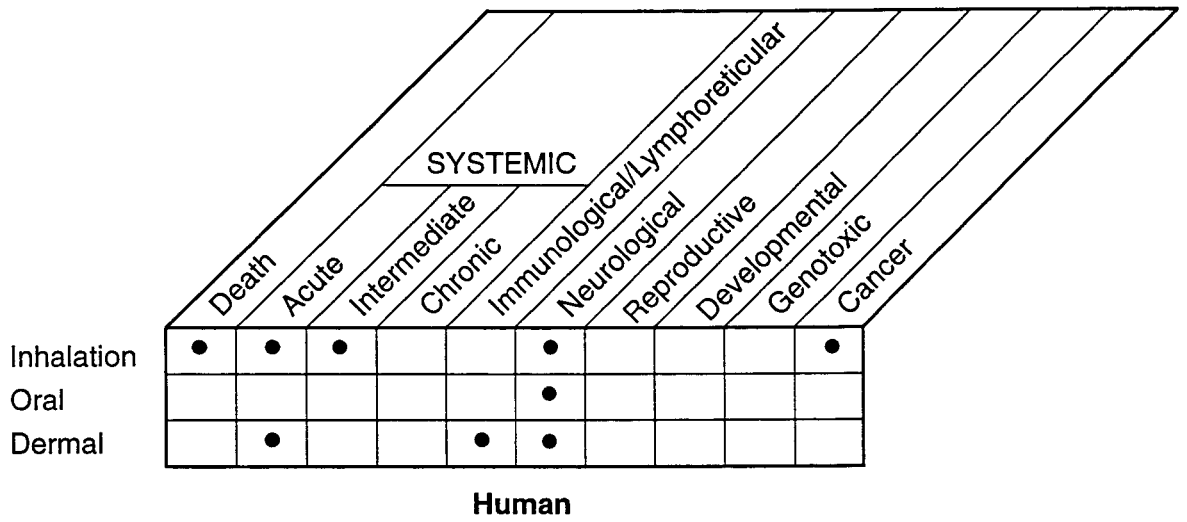 SYSTEMIC
Death
Acute
Intermediate
Chronic
Immunological/Lymphoreticular
Neurological
Reproductive
Developmental
Genotoxic
Cancer
Inhalation
Oral
Dermal
Human